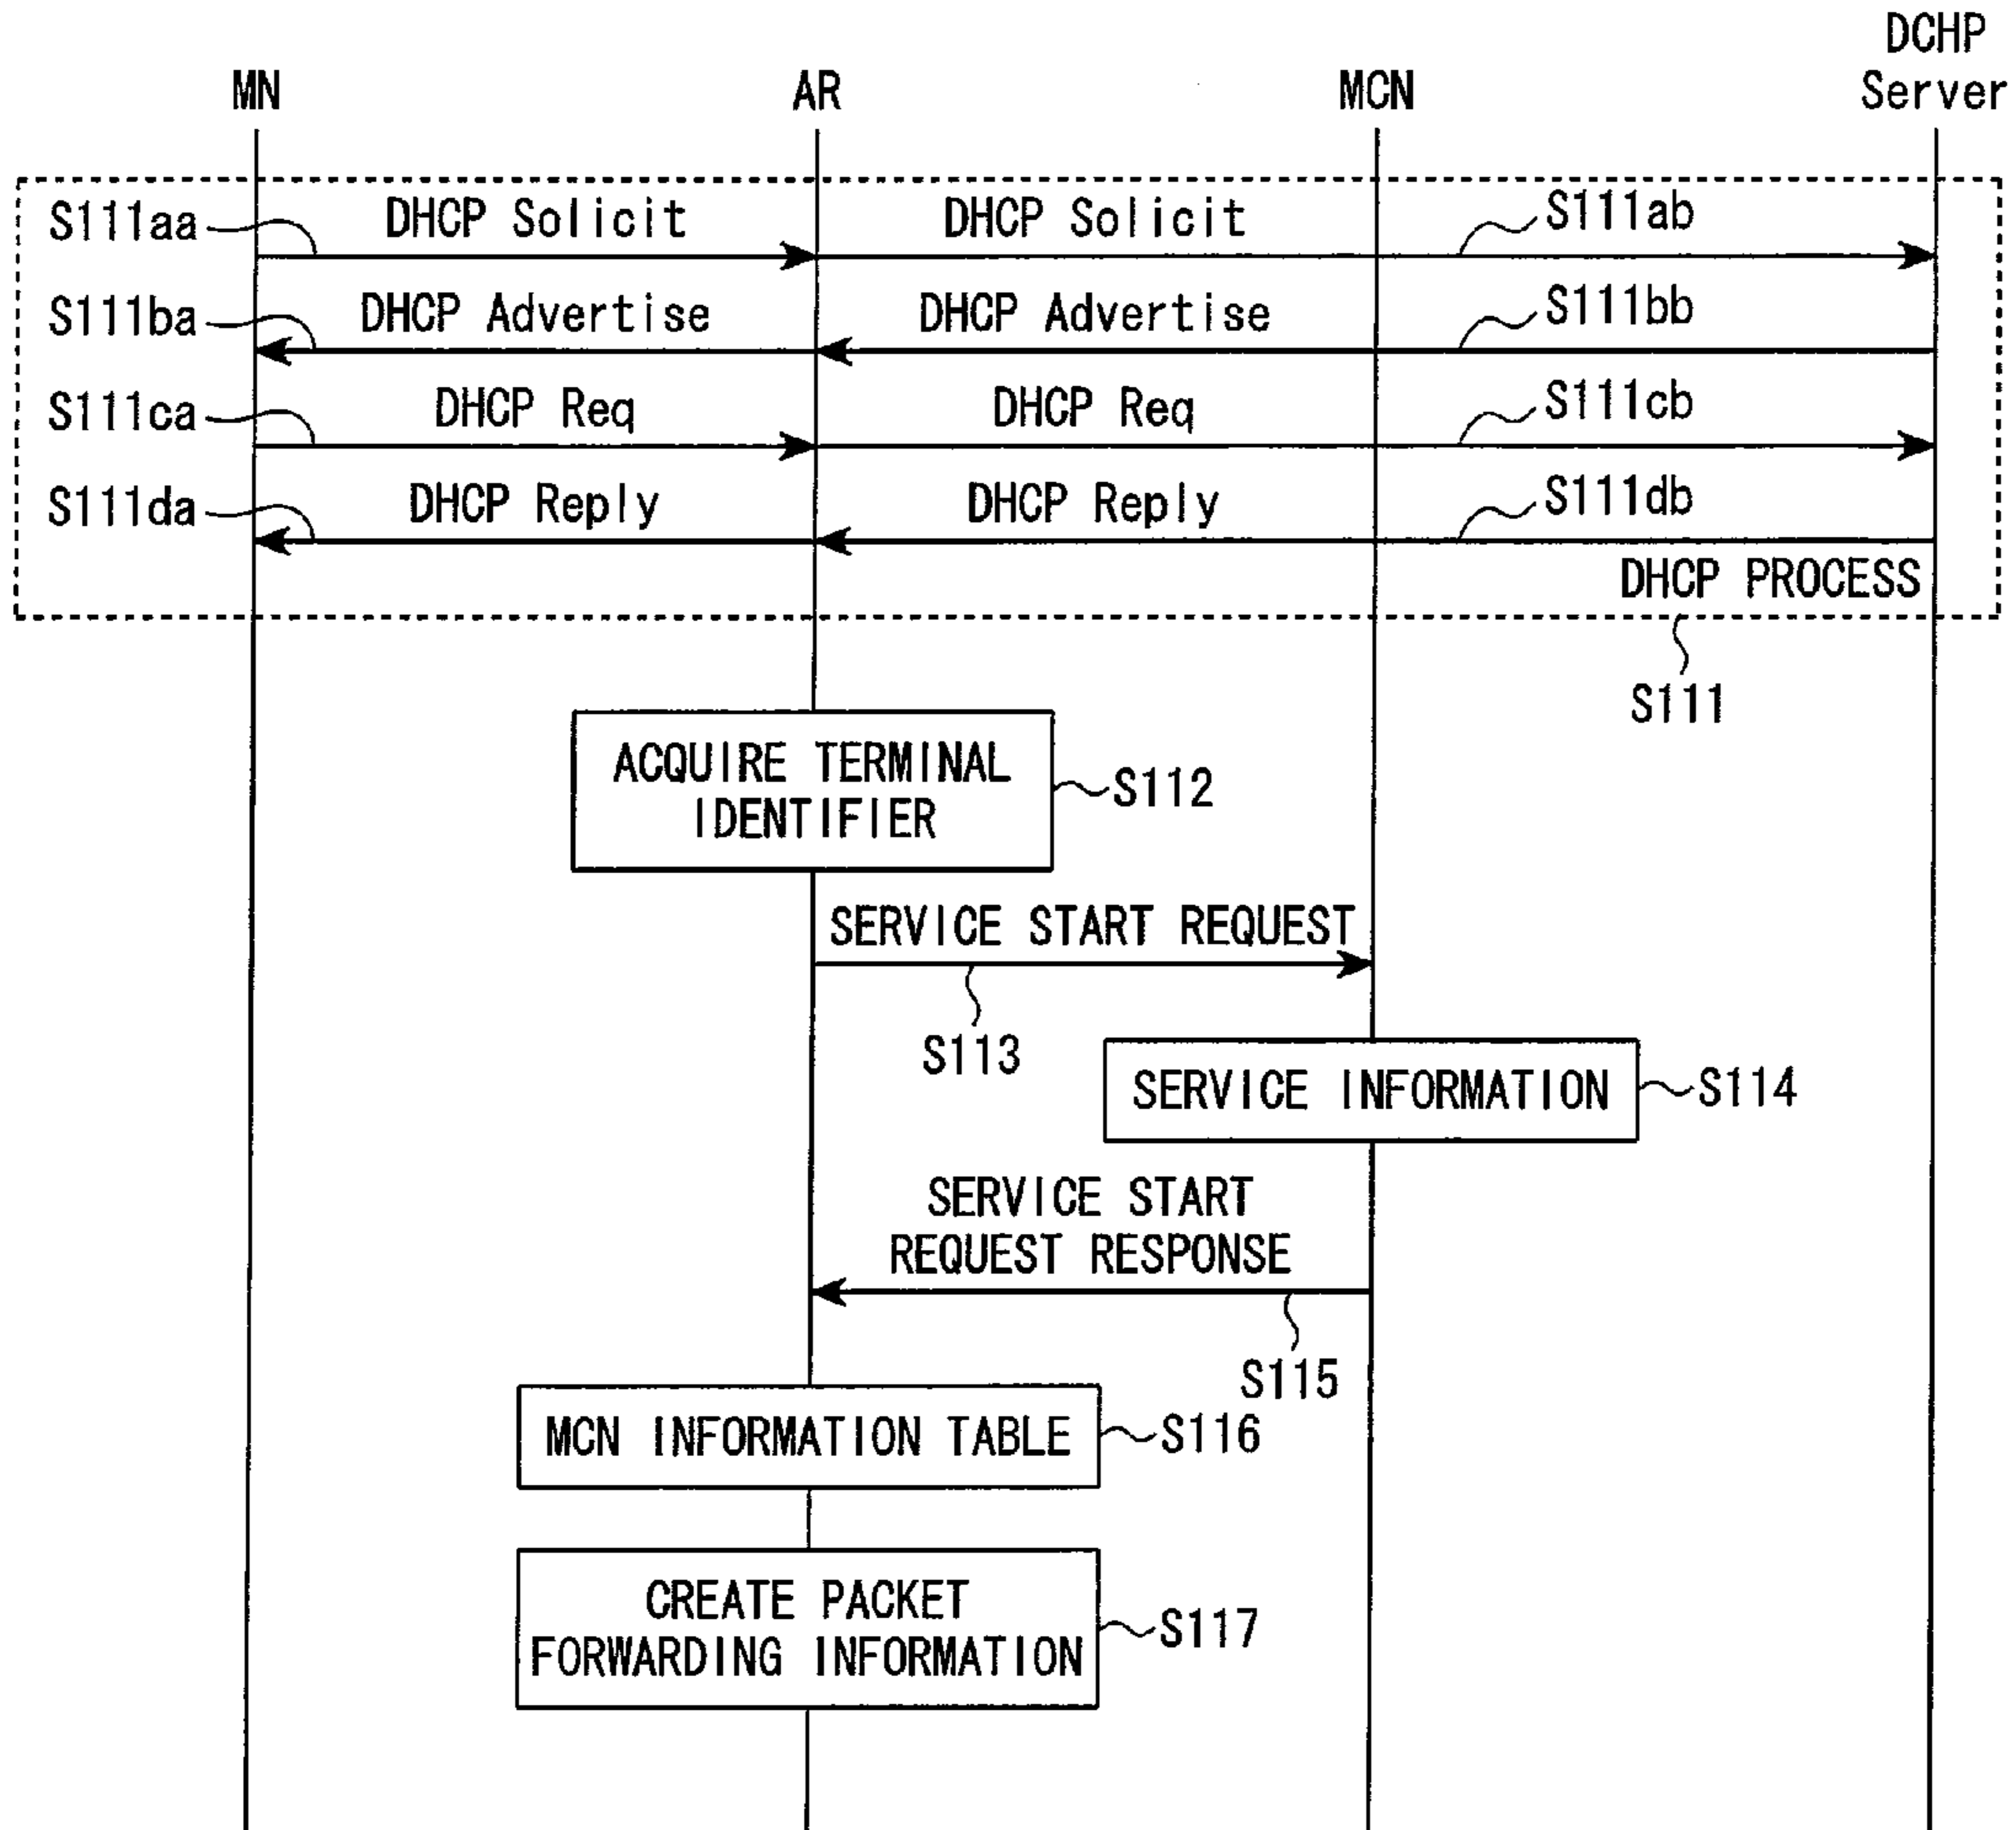 MN
AR
MCN
DCHP
Server
S111aa
DHCP Solicit
DHCP Solicit
S111ab
S111ba
DHCP Advertise
DHCP Advertise
S111bb
S111ca
DHCP Req
DHCP Req
S111cb
S111da
DHCP Reply
DHCP Reply
S111db
DHCP PROCESS
S111
ACQUIRE TERMINAL
IDENTIFIER
S112
SERVICE START REQUEST
S113
SERVICE INFORMATION
S114
SERVICE START
REQUEST RESPONSE
S115
MCN INFORMATION TABLE
S116
CREATE PACKET
FORWARDING INFORMATION
S117